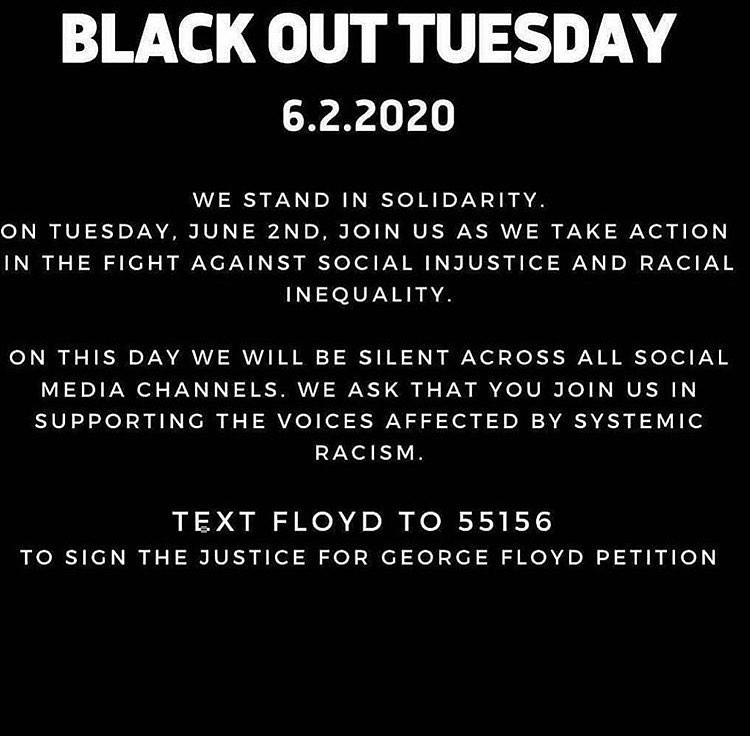 BLACK OUT TUESDAY
6.2.2020
WE STAND IN SOLIDARITY.
ON TUESDAY, JUNE 2ND, JOIN US AS WE TAKE ACTION
IN THE FIGHT AGAINST SOCIAL INJUSTICE AND RACIAL
INEQUALITY.
ON THIS DAY WE WILL BE SILENT ACROSS ALL SOCIAL
MEDIA CHANNELS. WE ASK THAT YOU JOIN US IN
SUPPORTING THE VOICES AFFECTED BY SYSTEMIC
RACISM.
TEXT FLOYD TO 55156
TO SIGN THE JUSTICE FOR GEORGE FLOYD PETITION